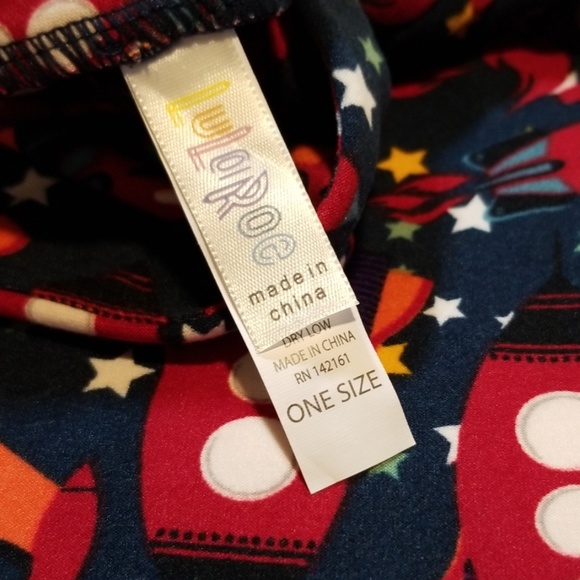 LuLaRoe
made in
china
DRY LOW
MADE IN CHINA
RN 142161
ONE SIZE